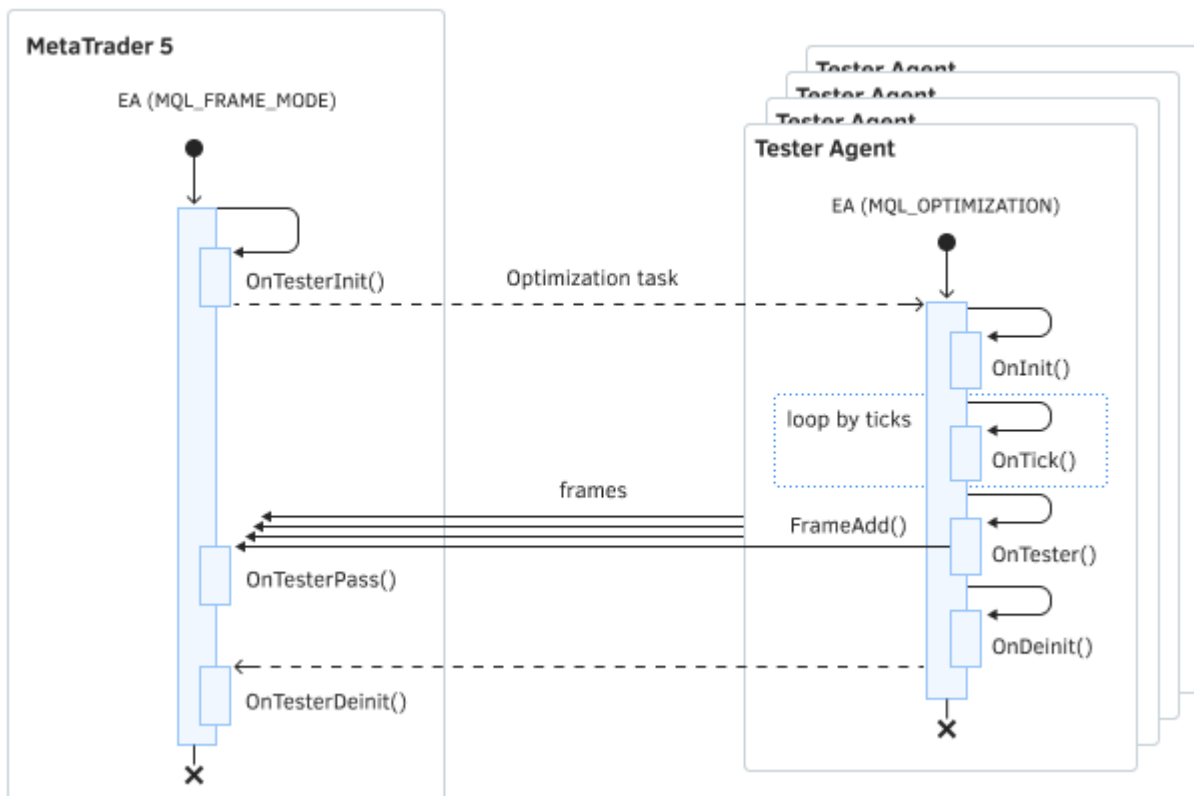 MetaTrader 5
EA (MQL_FRAME_MODE)
OnTesterInit()
Optimization task
frames
OnTesterPass()
OnTesterDeinit()
Tester Agent
Tester Agent
Tester Agent
Tester Agent
EA (MQL_OPTIMIZATION)
OnInit()
loop by ticks
OnTick()
FrameAdd()
OnTester()
OnDeinit()